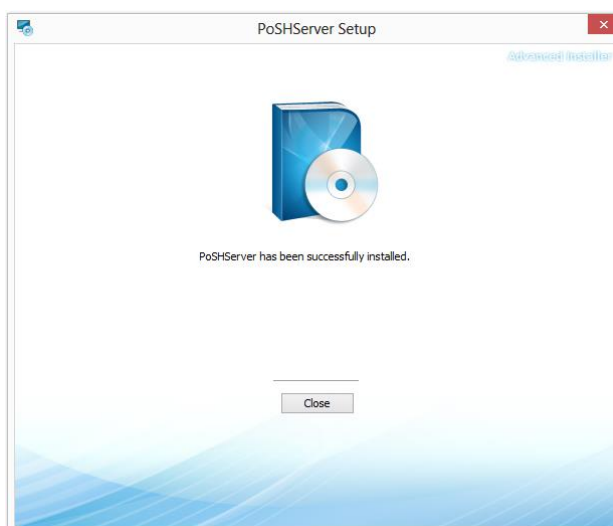 PoSHServer Setup
Advanced Installer
PoSHServer has been successfully installed.
Close